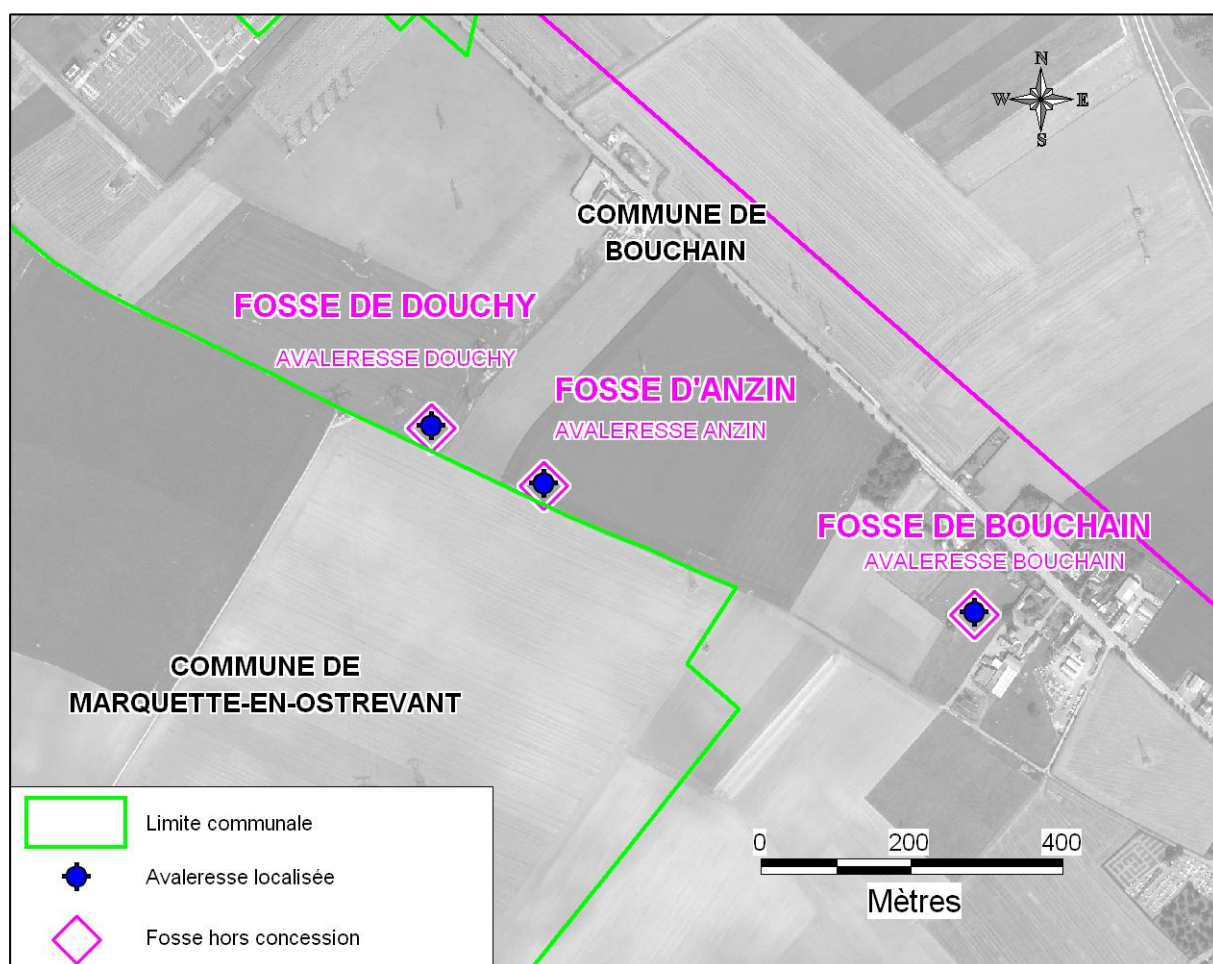 N
W E
S
COMMUNE DE
BOUCHAIN
FOSSE DE DOUCHY
AVALERESSE DOUCHY
FOSSE D'ANZIN
AVALERESSE ANZIN
FOSSE DE BOUCHAIN
AVALERESSE BOUCHAIN
COMMUNE DE
MARQUETTE-EN-OSTREVANT
Limite communale
Avaleresse localisée
Fosse hors concession
0 200 400
Mètres